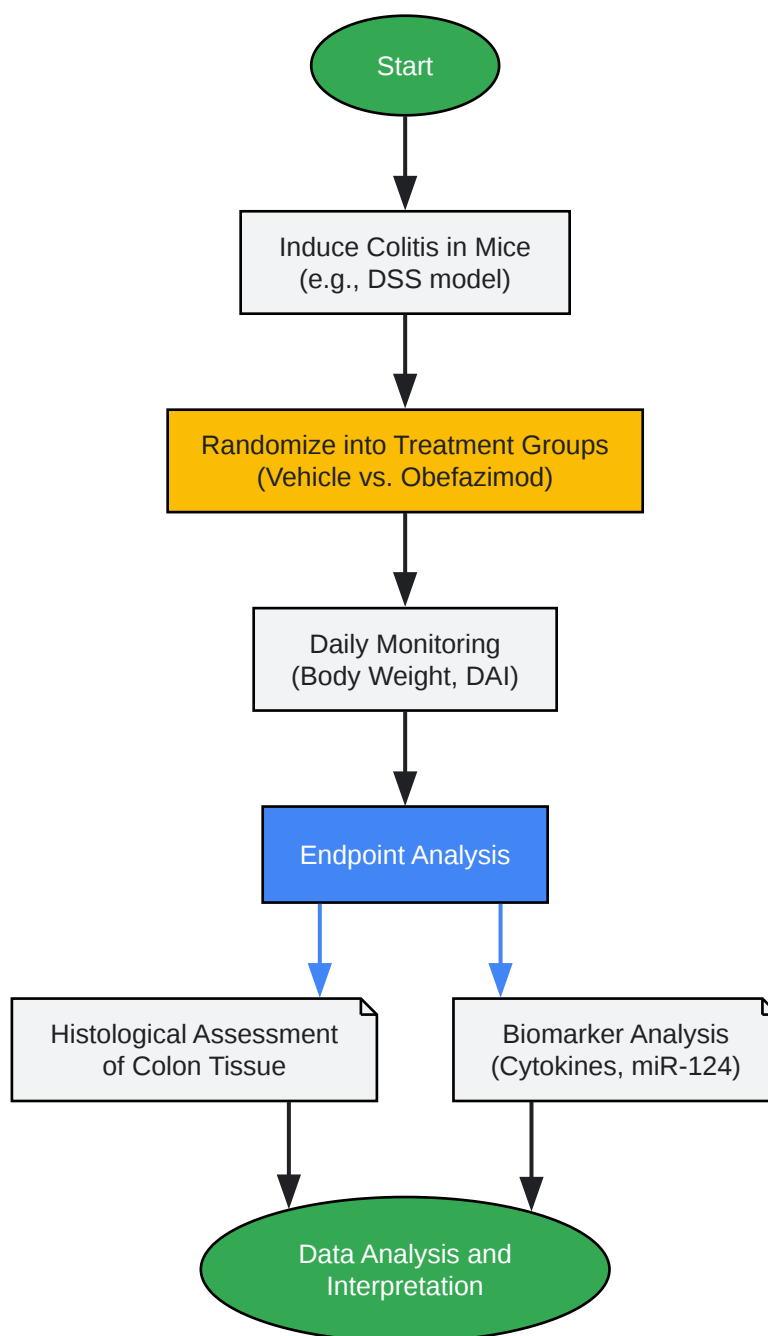 Start
Induce Colitis in Mice
(e.g., DSS model)
Randomize into Treatment Groups
(Vehicle vs. Obefazimod)
Daily Monitoring
(Body Weight, DAI)
Endpoint Analysis
Histological Assessment
of Colon Tissue
Biomarker Analysis
(Cytokines, miR-124)
Data Analysis and
Interpretation